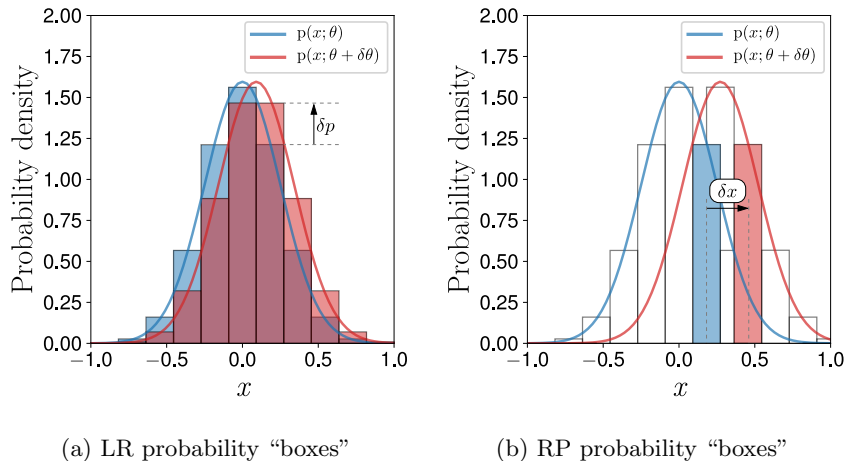 2.00
1.75
1.50
1.25
1.00
0.75
0.50
0.25
0.00
Probability density
p(x; θ)
p(x; θ + δθ)
δp
−1.0 −0.5 0.0 0.5 1.0
x
(a) LR probability “boxes”
2.00
1.75
1.50
1.25
1.00
0.75
0.50
0.25
0.00
Probability density
p(x; θ)
p(x; θ + δθ)
δx
−1.0 −0.5 0.0 0.5 1.0
x
(b) RP probability “boxes”